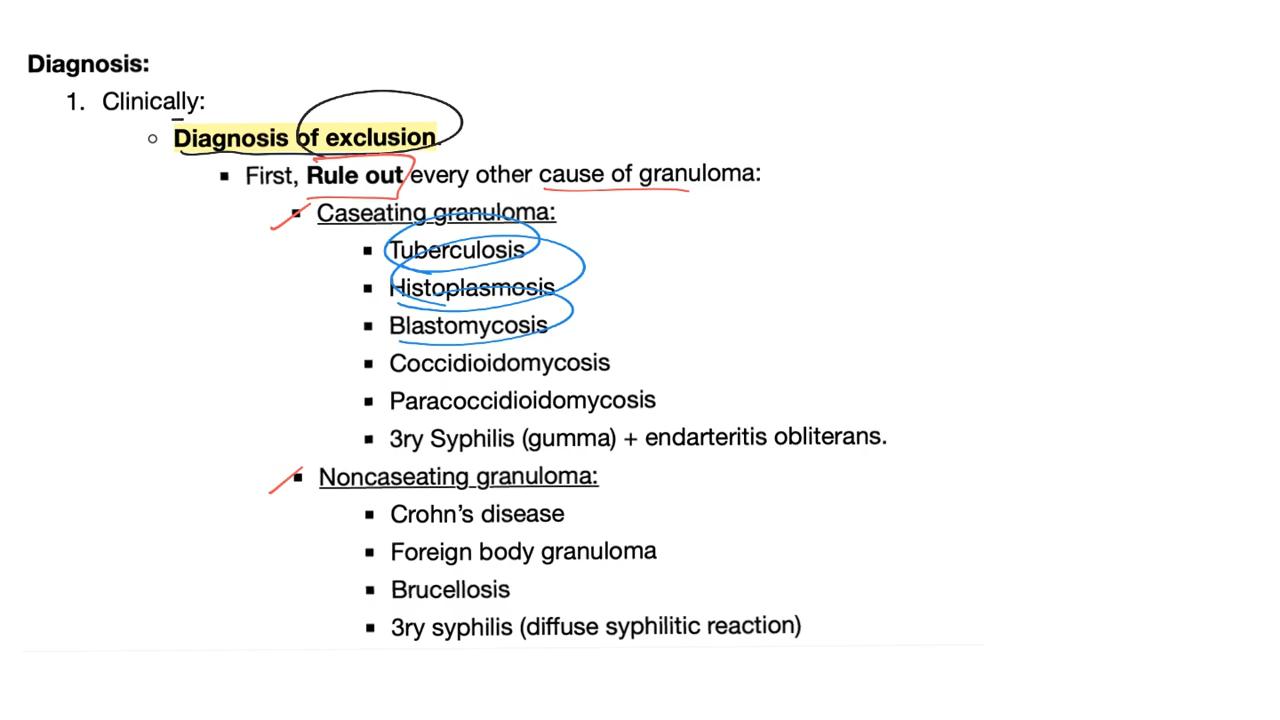 Diagnosis:
1. Clinically:
Diagnosis of exclusion.
First, Rule out every other cause of granuloma:
Caseating granuloma:
Tuberculosis
Histoplasmosis
Blastomycosis
Coccidioidomycosis
Paracoccidioidomycosis
3ry Syphilis (gumma) + endarteritis obliterans.
Noncaseating granuloma:
Crohn’s disease
Foreign body granuloma
Brucellosis
3ry syphilis (diffuse syphilitic reaction)